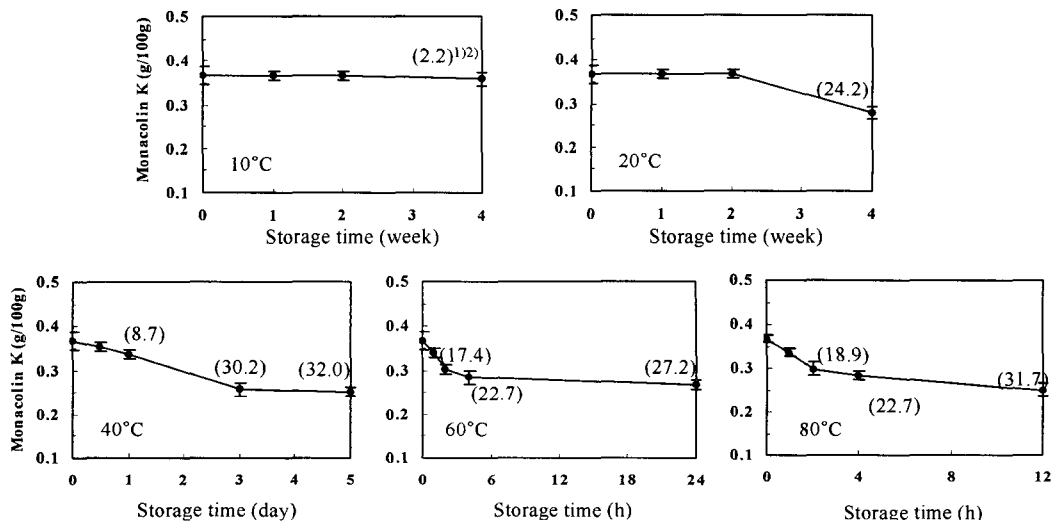 Monacolin K (g/100g)
0.5
0.4
0.3
0.2
0.1
(2.2)¹⁾²⁾
10°C
0 1 2 3 4
Storage time (week)
0.5
0.4
0.3
0.2
0.1
(24.2)
20°C
0 1 2 3 4
Storage time (week)
Monacolin K (g/100g)
0.5
0.4
0.3
0.2
0.1
(8.7)
(30.2)
(32.0)
40°C
0 1 2 3 4 5
Storage time (day)
0.5
0.4
0.3
0.2
0.1
(17.4)
(22.7)
(27.2)
60°C
0 6 12 18 24
Storage time (h)
0.5
0.4
0.3
0.2
0.1
(18.9)
(22.7)
(31.7)
80°C
0 4 8 12
Storage time (h)